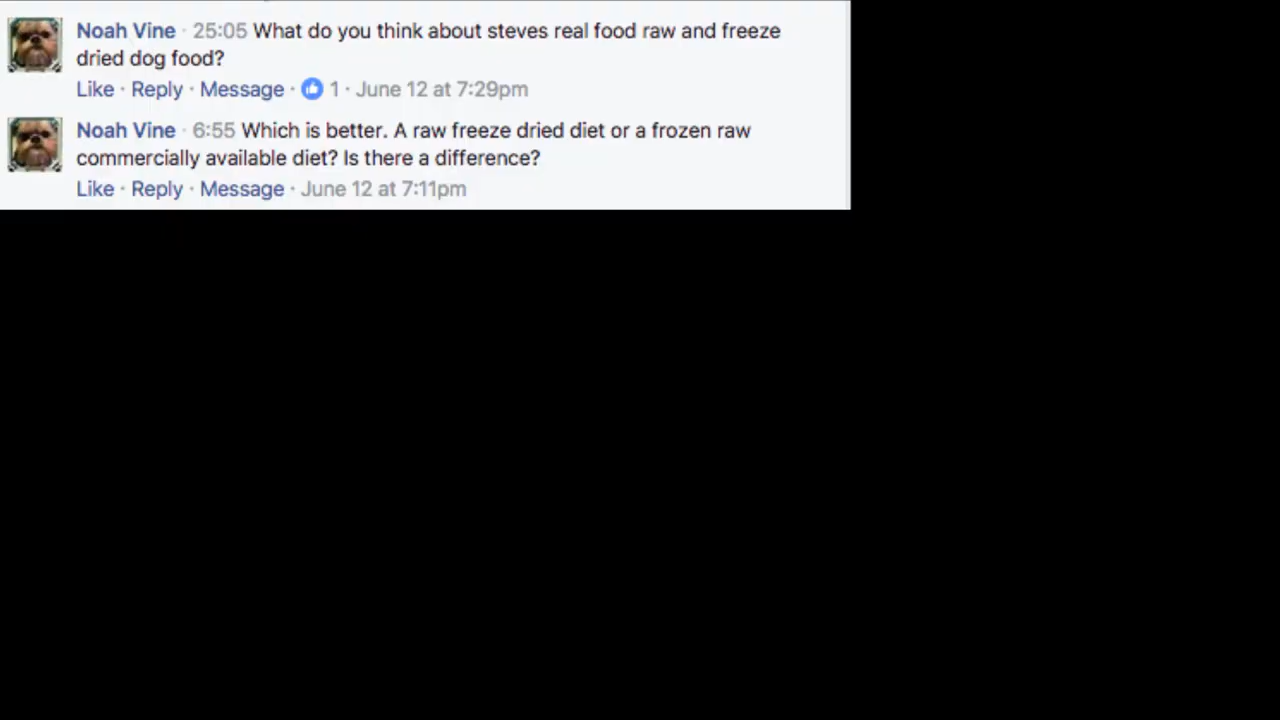 Noah Vine · 25:05 What do you think about steves real food raw and freeze
dried dog food?
Like · Reply · Message · 1 · June 12 at 7:29pm
Noah Vine · 6:55 Which is better. A raw freeze dried diet or a frozen raw
commercially available diet? Is there a difference?
Like · Reply · Message · June 12 at 7:11pm